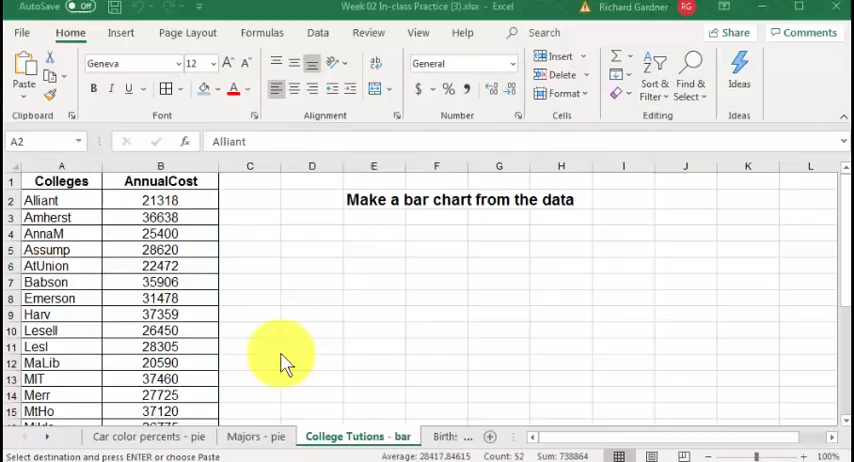 AutoSave Off Week 02 In-class Practice (3).xlsx - Excel Richard Gardner RG
File Home Insert Page Layout Formulas Data Review View Help Search Share Comments
Paste
Clipboard
Geneva 12 A A
B I U A
Font
ab
Alignment
General
$ % ,
Number
Insert
Delete
Format
Cells
Sort &
Filter
Find &
Select
Editing
Ideas
Ideas
A2 fx Alliant
A B C D E F G H I J K L
1 Colleges AnnualCost
2 Alliant 21318 Make a bar chart from the data
3 Amherst 36638
4 AnnaM 25400
5 Assump 28620
6 AtUnion 22472
7 Babson 35906
8 Emerson 31478
9 Harv 37359
10 Lesell 26450
11 Lesl 28305
12 MaLib 20590
13 MIT 37460
14 Merr 27725
15 MtHo 37120
Car color percents - pie Majors - pie College Tutions - bar Births ...
Select destination and press ENTER or choose Paste Average: 28417.84615 Count: 52 Sum: 738864 100%